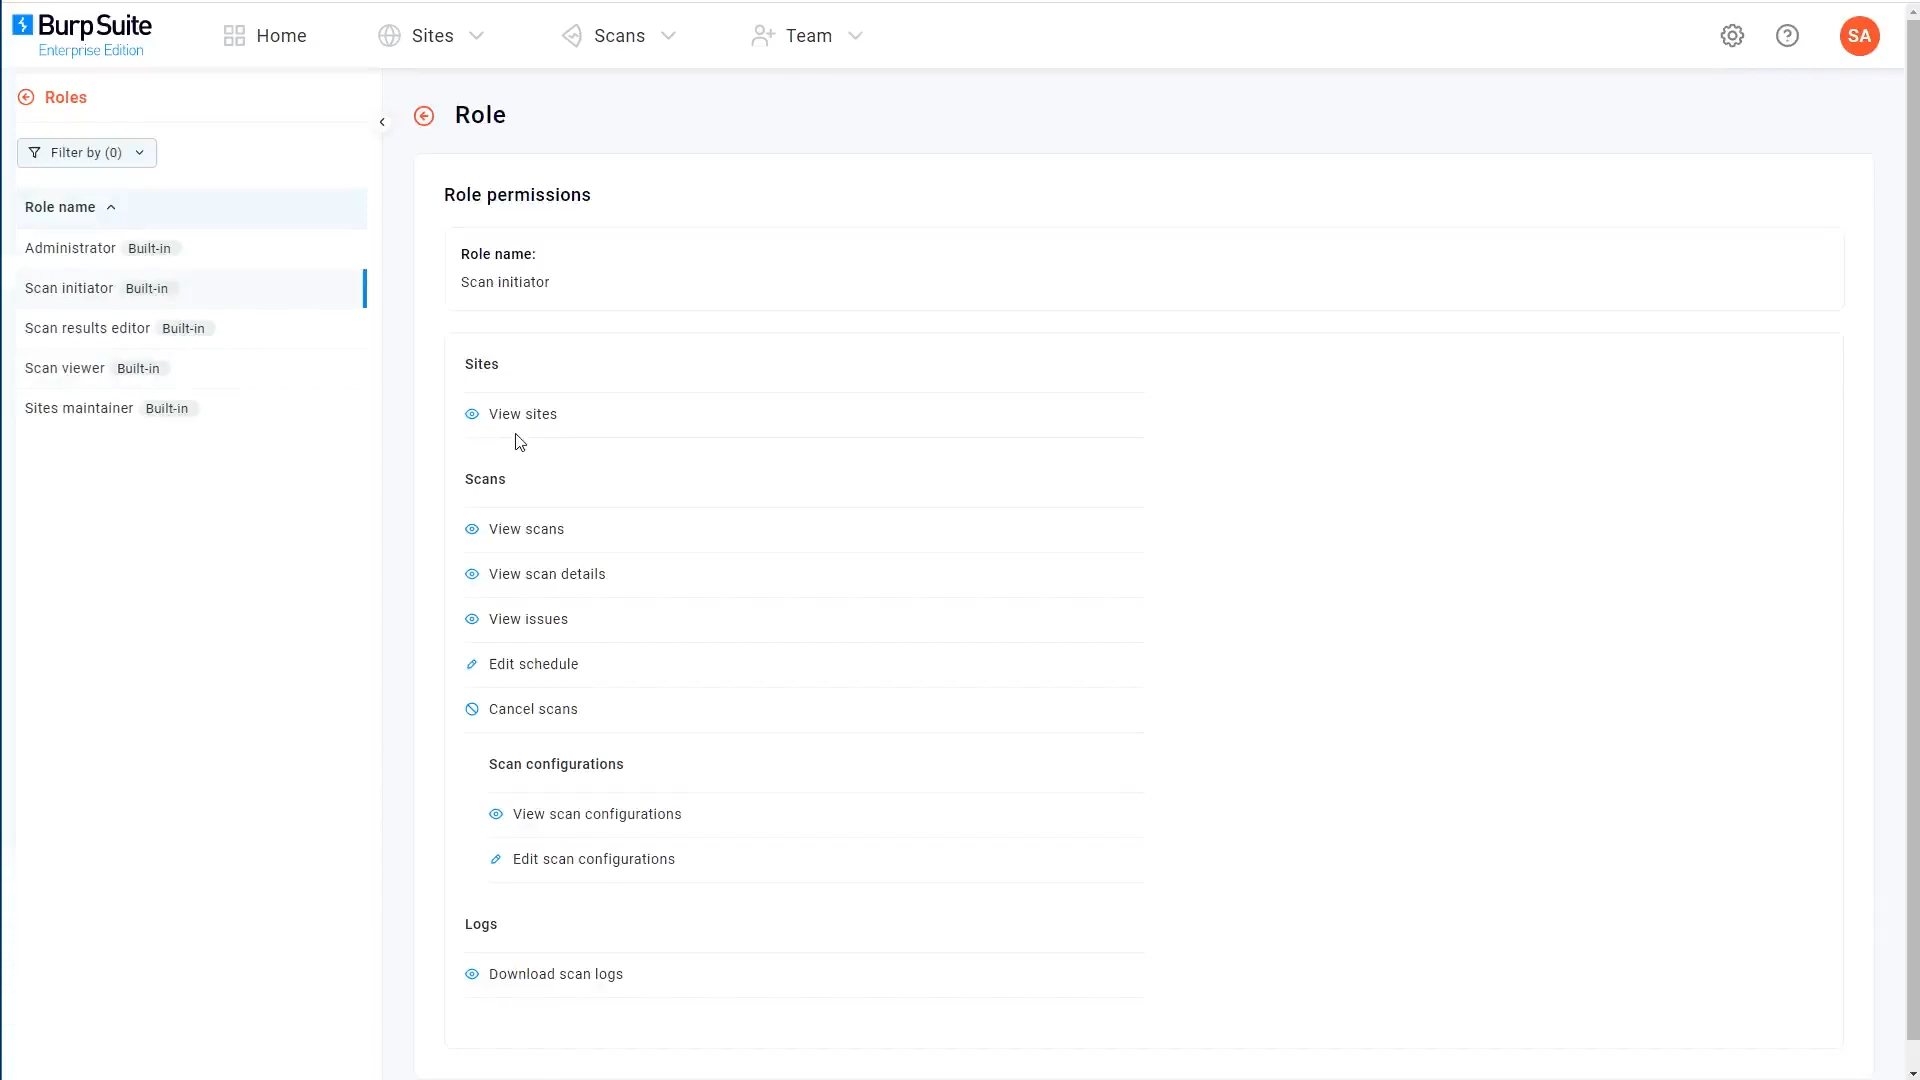 Burp Suite
Enterprise Edition
Home
Sites
Scans
Team
SA
Roles
Filter by (0)
Role name
Administrator Built-in
Scan initiator Built-in
Scan results editor Built-in
Scan viewer Built-in
Sites maintainer Built-in
Role
Role permissions
Role name:
Scan initiator
Sites
View sites
Scans
View scans
View scan details
View issues
Edit schedule
Cancel scans
Scan configurations
View scan configurations
Edit scan configurations
Logs
Download scan logs